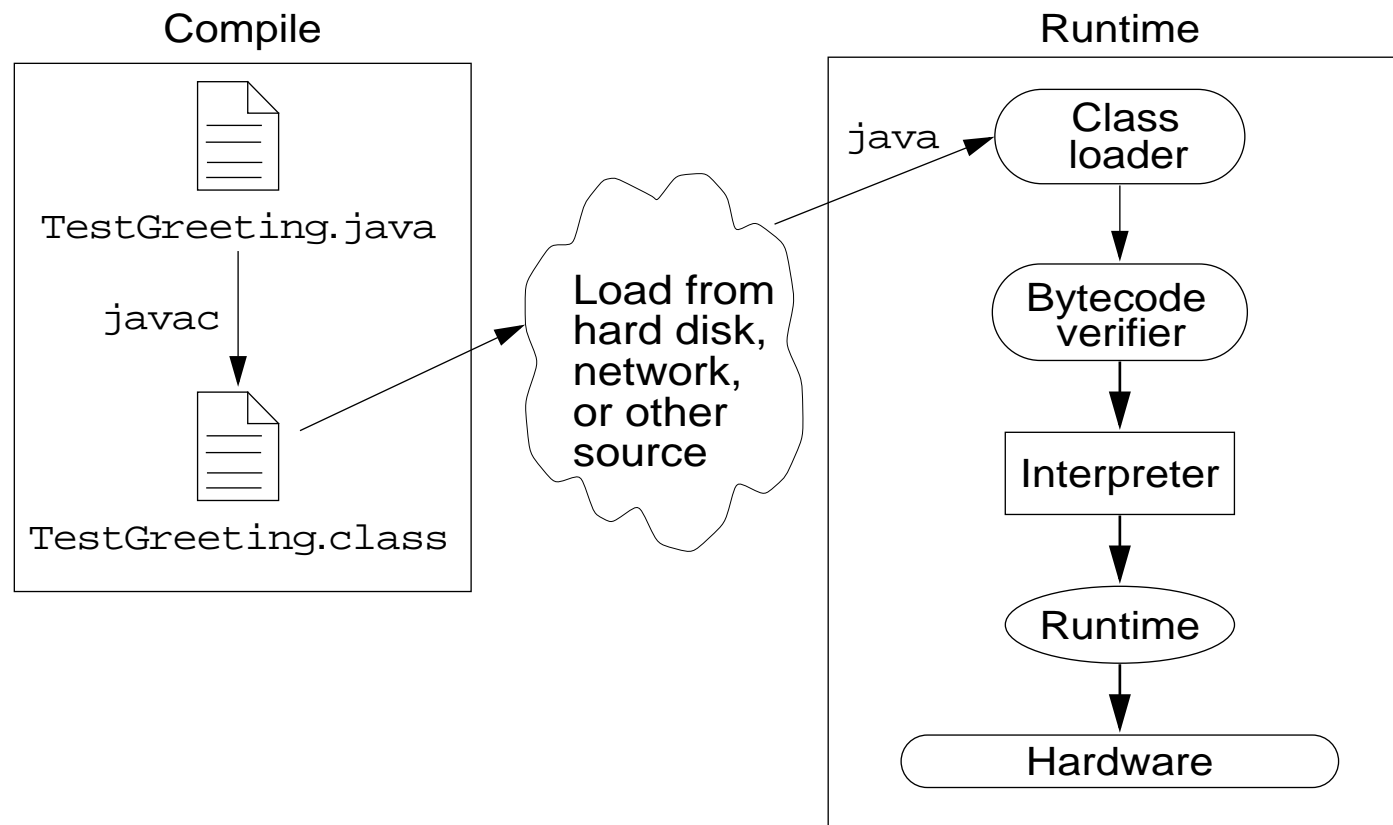 Compile
TestGreeting.java
javac
TestGreeting.class
Load from
hard disk,
network,
or other
source
java
Runtime
Class
loader
Bytecode
verifier
Interpreter
Runtime
Hardware